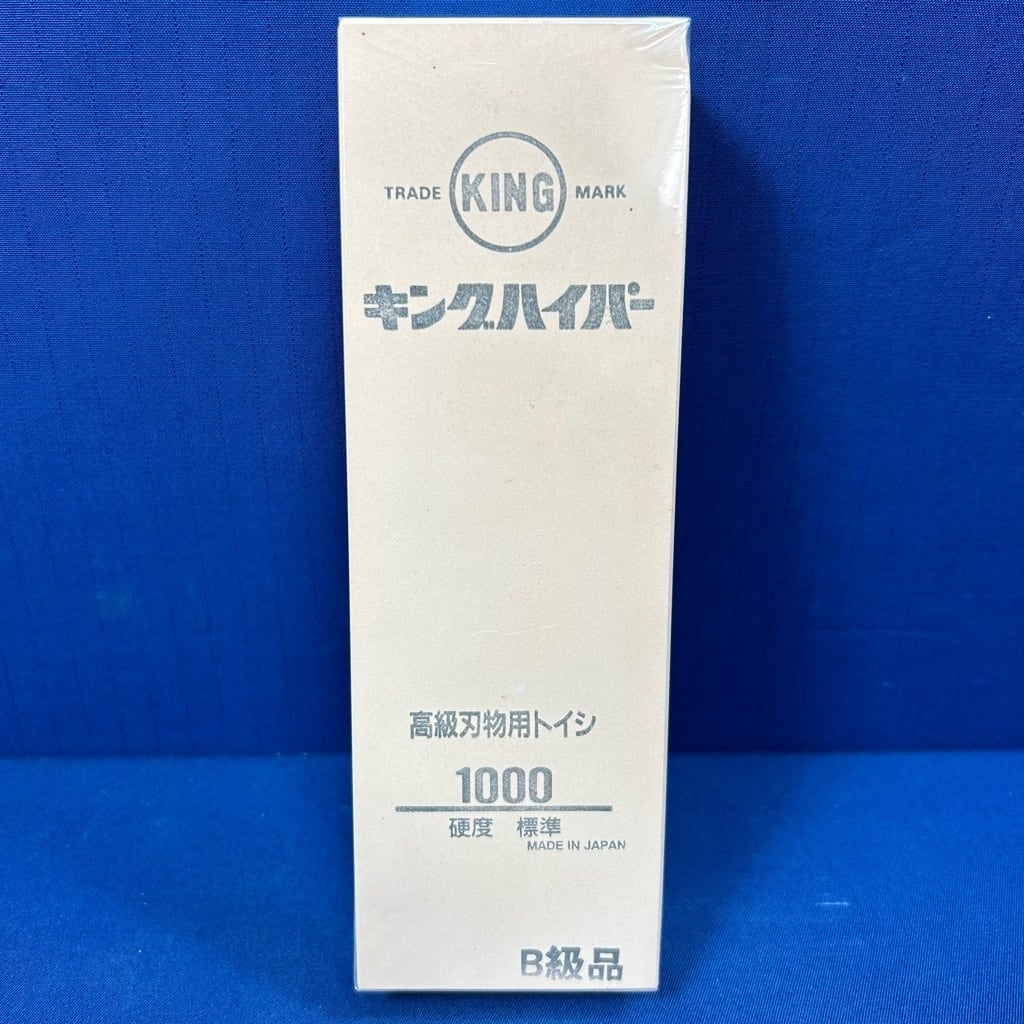 TRADE KING MARK
キングハイパー
高級刃物用トイシ
1000
硬度 標準
MADE IN JAPAN
B級品